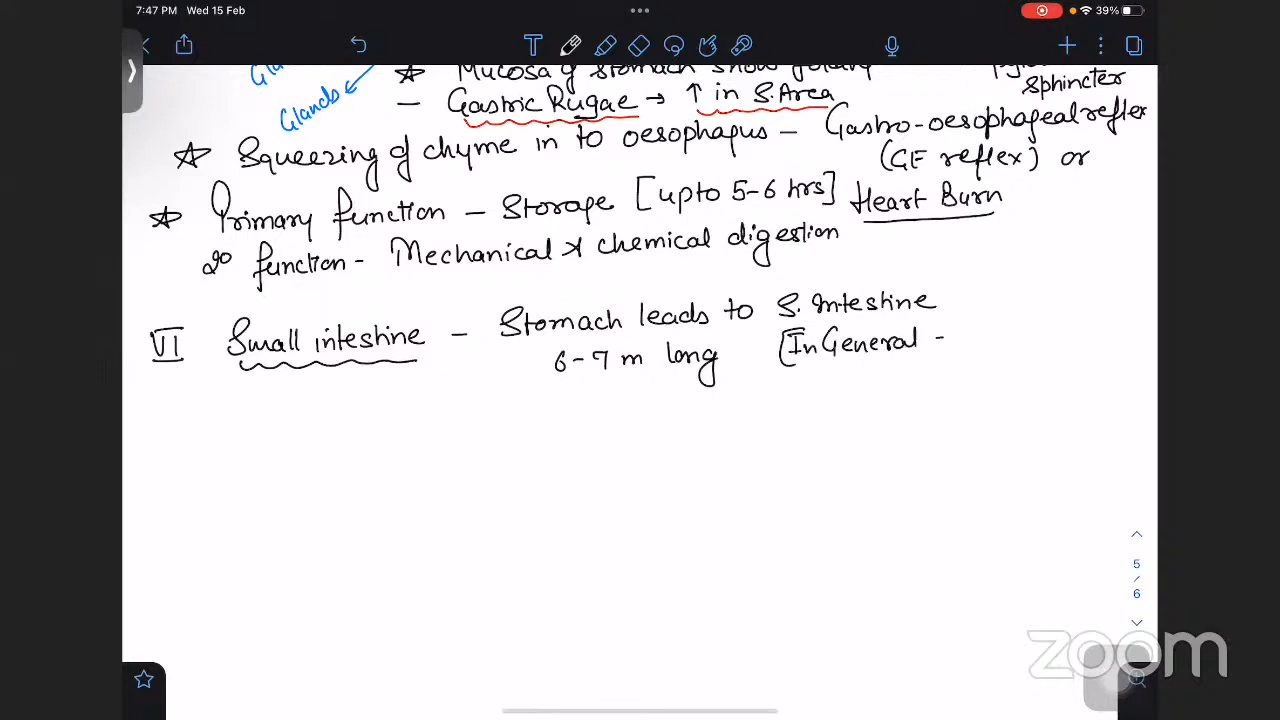 7:47 PM Wed 15 Feb
39%
T
Mucosa of stomach show
Sphincter
Glands
– Gastric Rugae → ↑ in S. Area
☆ Squeezing of chyme in to oesophagus – Gastro-oesophageal reflex
(GE reflex) or
Heart Burn
☆ Primary function – Storage [upto 5-6 hrs]
2° function – Mechanical & chemical digestion
VI Small intestine – Stomach leads to S. Intestine
6-7 m long [In General -
5
/
6
zoom